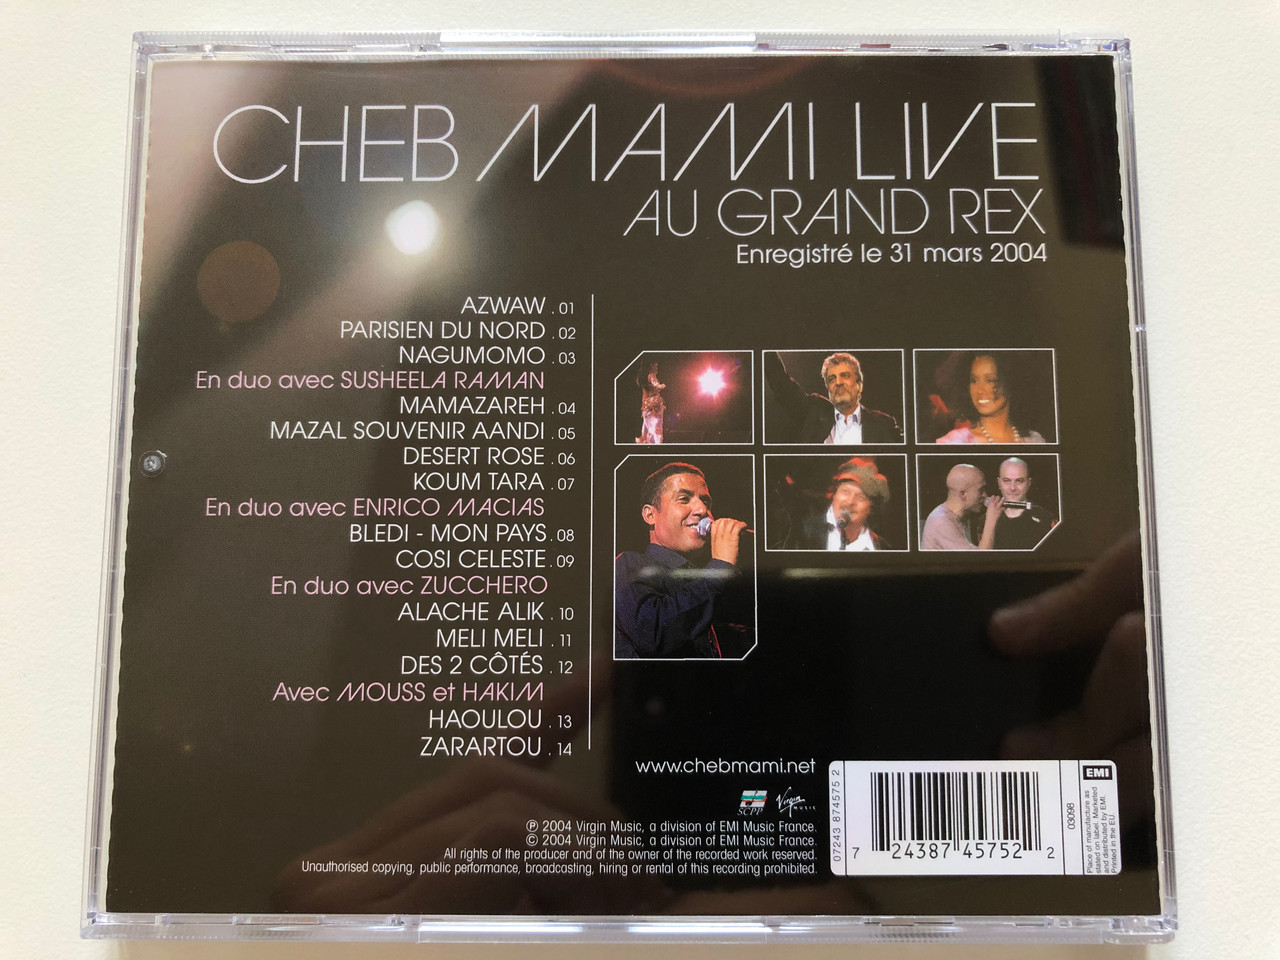 CHEB MAMI LIVE
AU GRAND REX
Enregistré le 31 mars 2004
AZWAW . 01
PARISIEN DU NORD . 02
NAGUMOMO . 03
En duo avec SUSHEELA RAMAN
MAMAZAREH . 04
MAZAL SOUVENIR AANDI . 05
DESERT ROSE . 06
KOUM TARA . 07
En duo avec ENRICO MACIAS
BLEDI - MON PAYS . 08
COSI CELESTE . 09
En duo avec ZUCCHERO
ALACHE ALIK . 10
MELI MELI . 11
DES 2 CÔTÉS . 12
Avec MOUSS et HAKIM
HAOULOU . 13
ZARARTOU . 14
www.chebmami.net
SCPP
Virgin MUSIC
℗ 2004 Virgin Music, a division of EMI Music France.
© 2004 Virgin Music, a division of EMI Music France.
All rights of the producer and of the owner of the recorded work reserved.
Unauthorised copying, public performance, broadcasting, hiring or rental of this recording prohibited.
07243 874575 2
7 24387 45752 2
03098
EMI
Place of manufacture as
stated on label. Marketed
and distributed by EMI.
Printed in the EU.